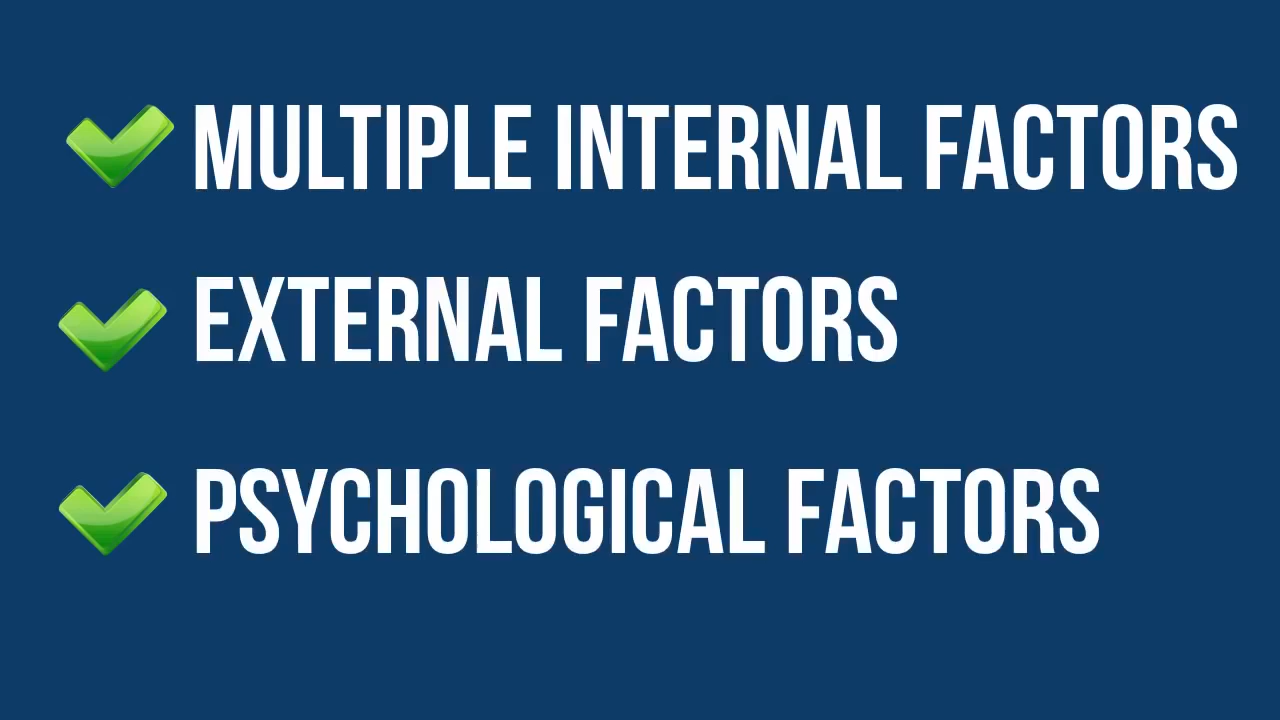 MULTIPLE INTERNAL FACTORS
EXTERNAL FACTORS
PSYCHOLOGICAL FACTORS